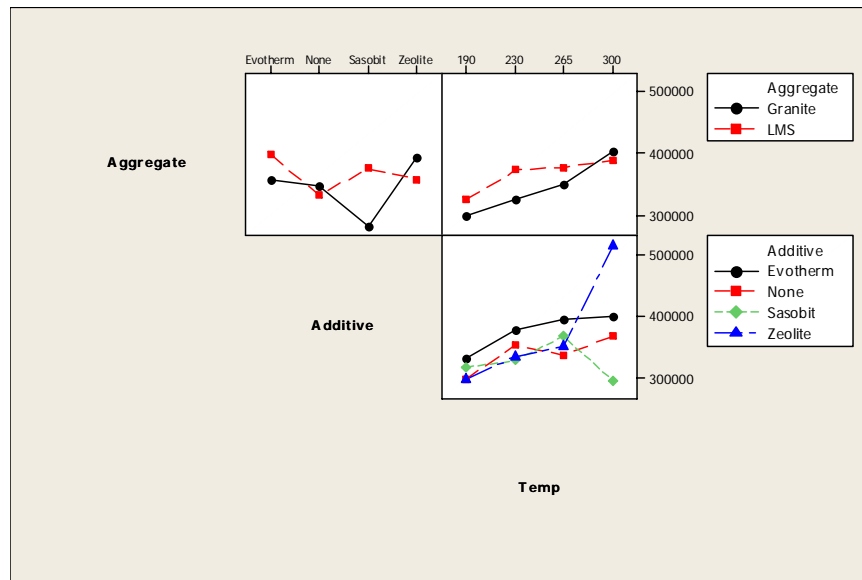 Evotherm None Sasobit Zeolite 190 230 265 300
500000
400000
300000
Aggregate
Granite
LMS
Aggregate
500000
400000
300000
Additive
Evotherm
None
Sasobit
Zeolite
Additive
Temp